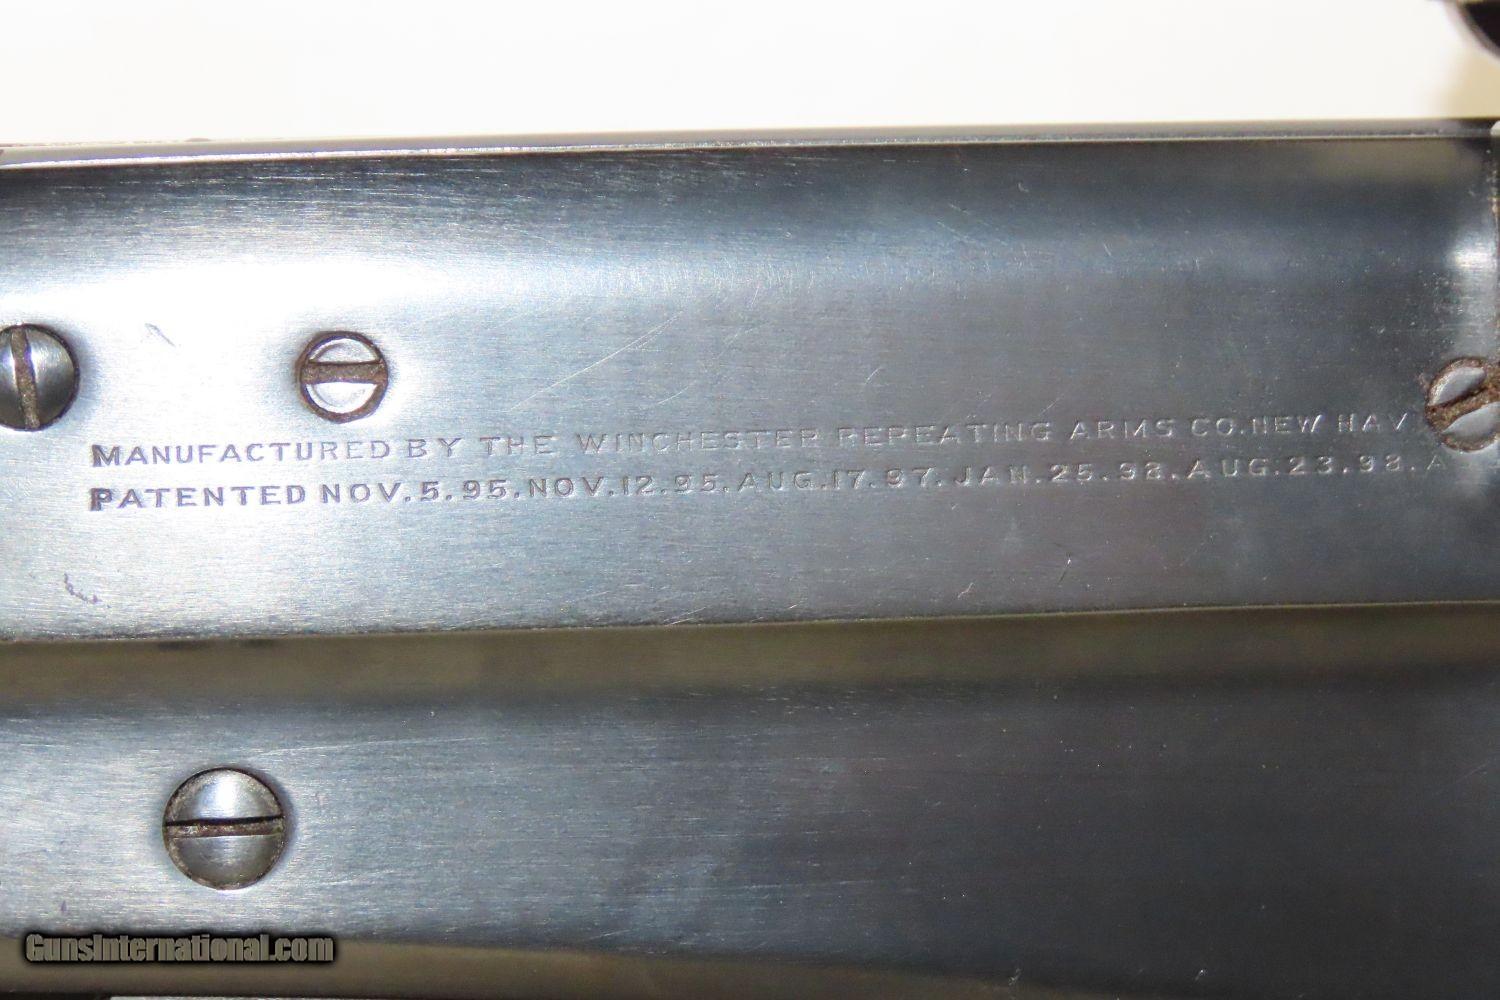 MANUFACTURED BY THE WINCHESTER REPEATING ARMS CO. NEW HAV
PATENTED NOV. 5. 95. NOV. 12. 95. AUG. 17. 97. JAN. 25. 98. AUG. 23. 98. A
GunsInternational.com